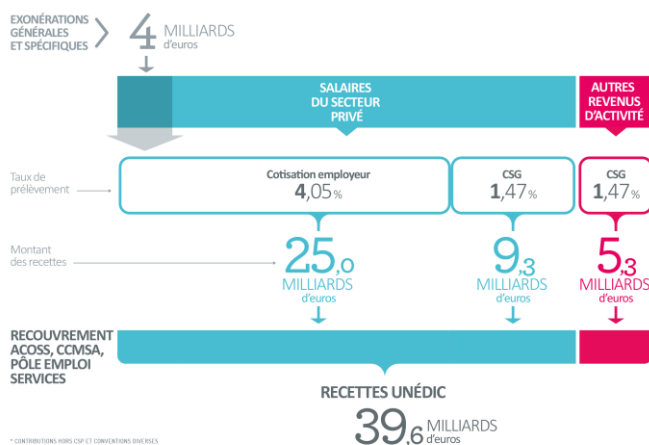 EXONÉRATIONS
GÉNÉRALES
ET SPÉCIFIQUES
4 MILLIARDS
d'euros
SALAIRES
DU SECTEUR
PRIVÉ
AUTRES
REVENUS
D'ACTIVITÉ
Taux de
prélèvement
Cotisation employeur
4,05 %
CSG
1,47 %
CSG
1,47 %
Montant
des recettes
25,0
MILLIARDS
d'euros
9,3
MILLIARDS
d'euros
5,3
MILLIARDS
d'euros
RECOUVREMENT
ACOSS, CCMSA,
PÔLE EMPLOI
SERVICES
RECETTES UNÉDIC
39,6 MILLIARDS
d'euros
* CONTRIBUTIONS HORS CSP ET CONVENTIONS DIVERSES